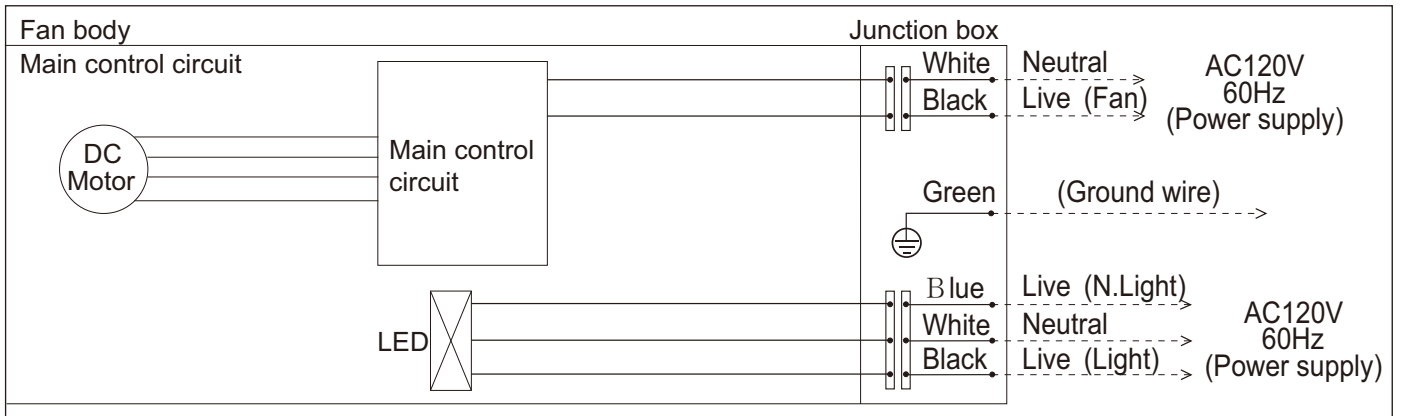 Fan body
Junction box
Main control circuit
White
Neutral
Black
Live (Fan)
AC120V
60Hz
(Power supply)
DC
Motor
Main control
circuit
Green
(Ground wire)
LED
Blue
Live (N.Light)
White
Neutral
Black
Live (Light)
AC120V
60Hz
(Power supply)